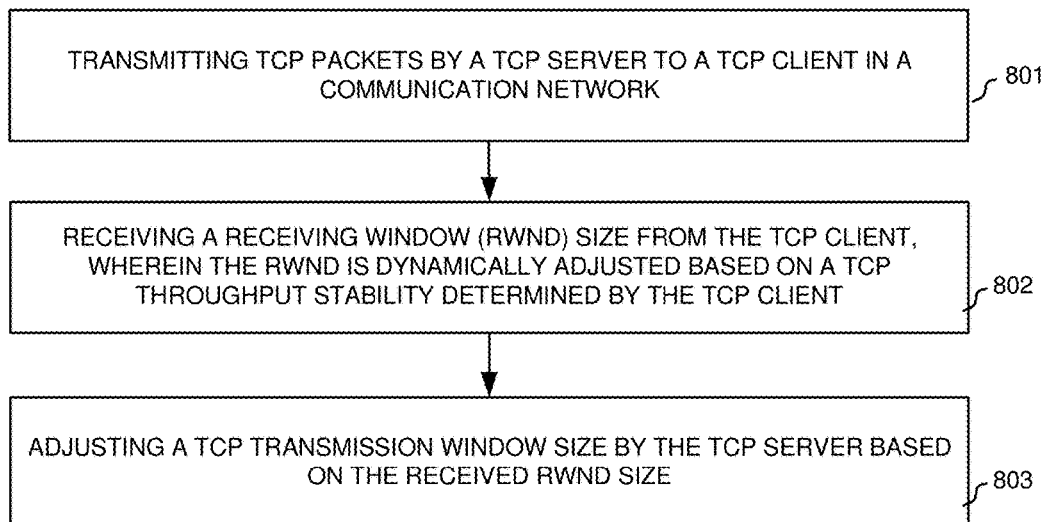 TRANSMITTING TCP PACKETS BY A TCP SERVER TO A TCP CLIENT IN A
COMMUNICATION NETWORK
801
RECEIVING A RECEIVING WINDOW (RWND) SIZE FROM THE TCP CLIENT,
WHEREIN THE RWND IS DYNAMICALLY ADJUSTED BASED ON A TCP
THROUGHPUT STABILITY DETERMINED BY THE TCP CLIENT
802
ADJUSTING A TCP TRANSMISSION WINDOW SIZE BY THE TCP SERVER BASED
ON THE RECEIVED RWND SIZE
803